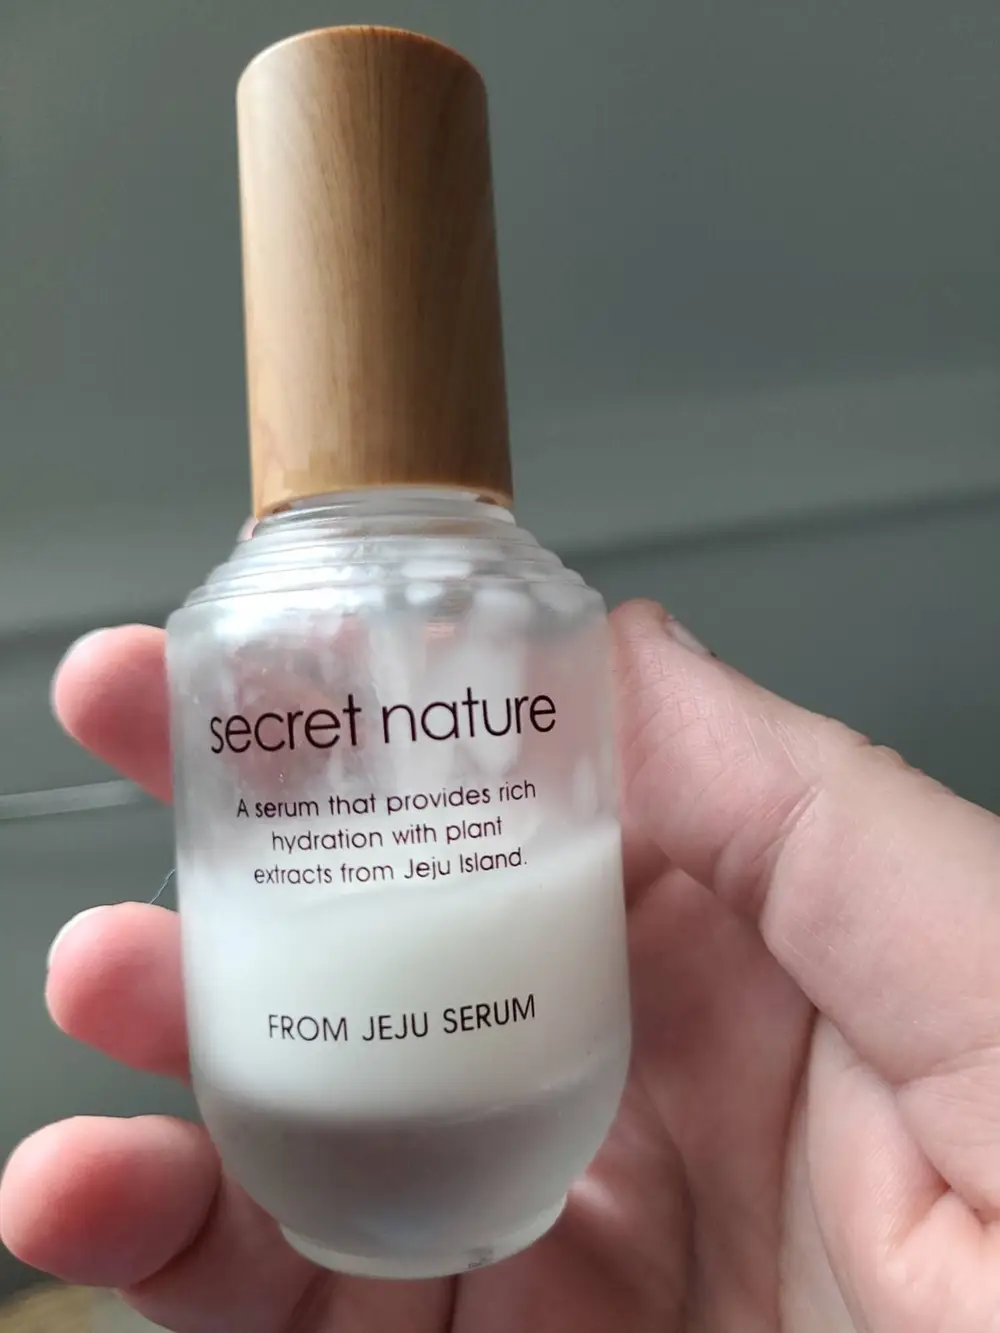 secret nature
A serum that provides rich
hydration with plant
extracts from Jeju Island.
FROM JEJU SERUM